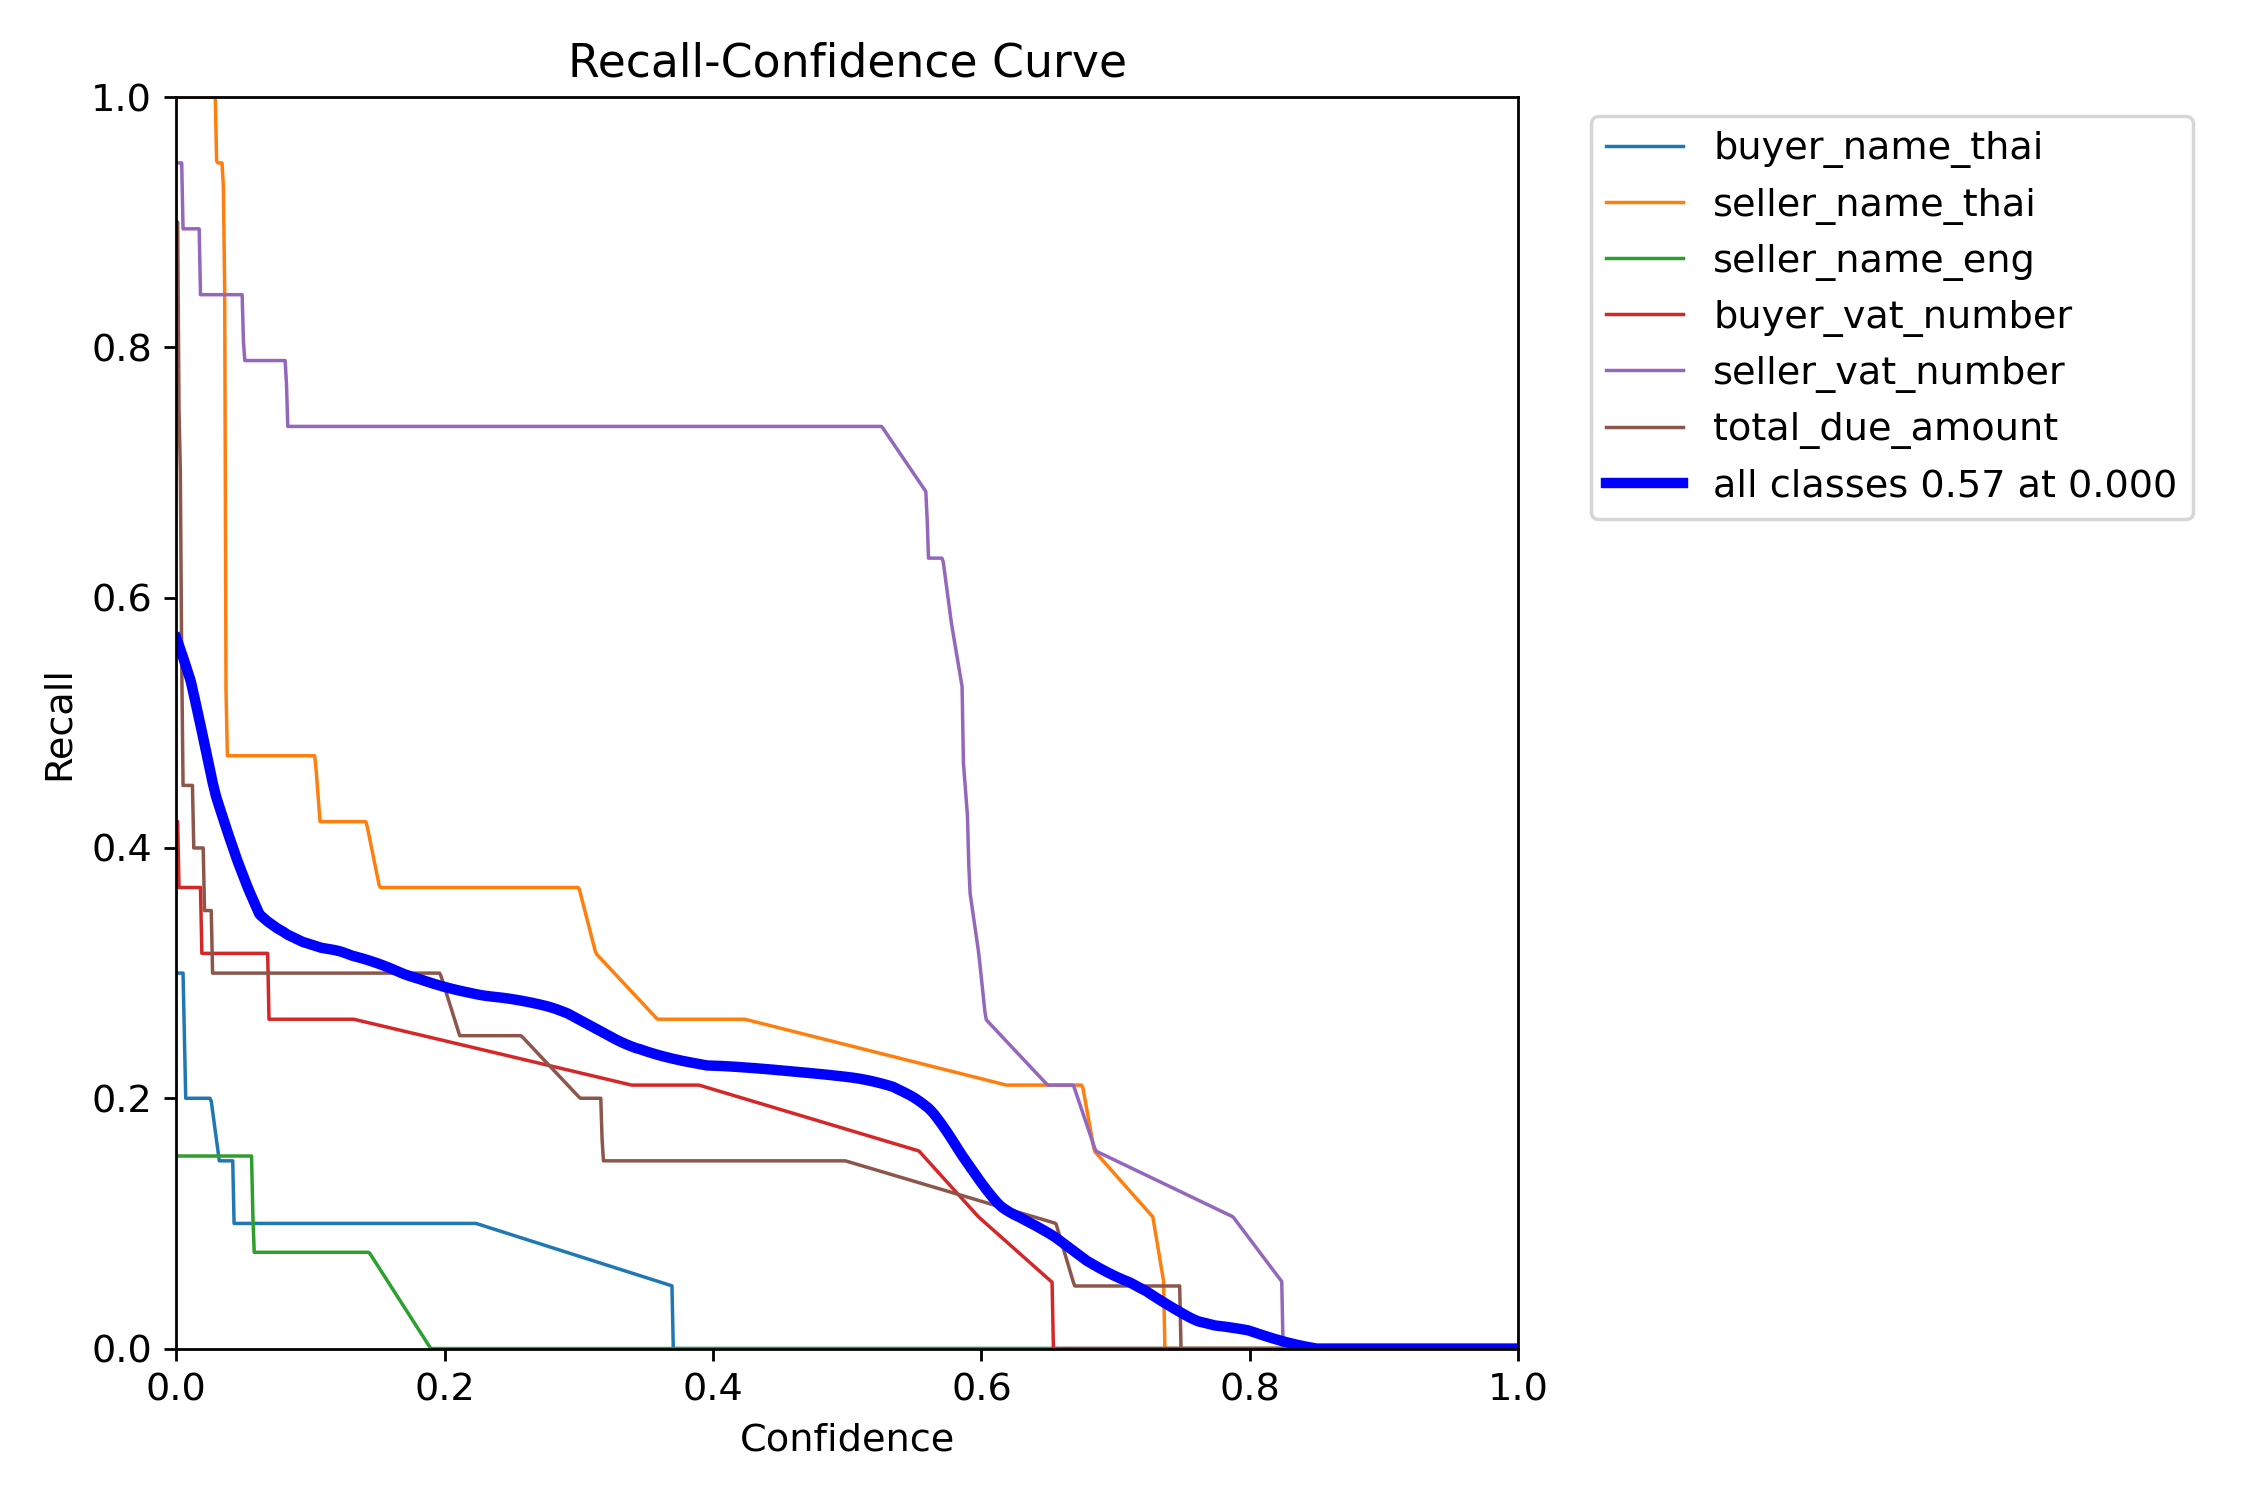 Recall-Confidence Curve
1.0
0.8
0.6
0.4
0.2
0.0
Recall
0.0 0.2 0.4 0.6 0.8 1.0
Confidence
buyer_name_thai
seller_name_thai
seller_name_eng
buyer_vat_number
seller_vat_number
total_due_amount
all classes 0.57 at 0.000